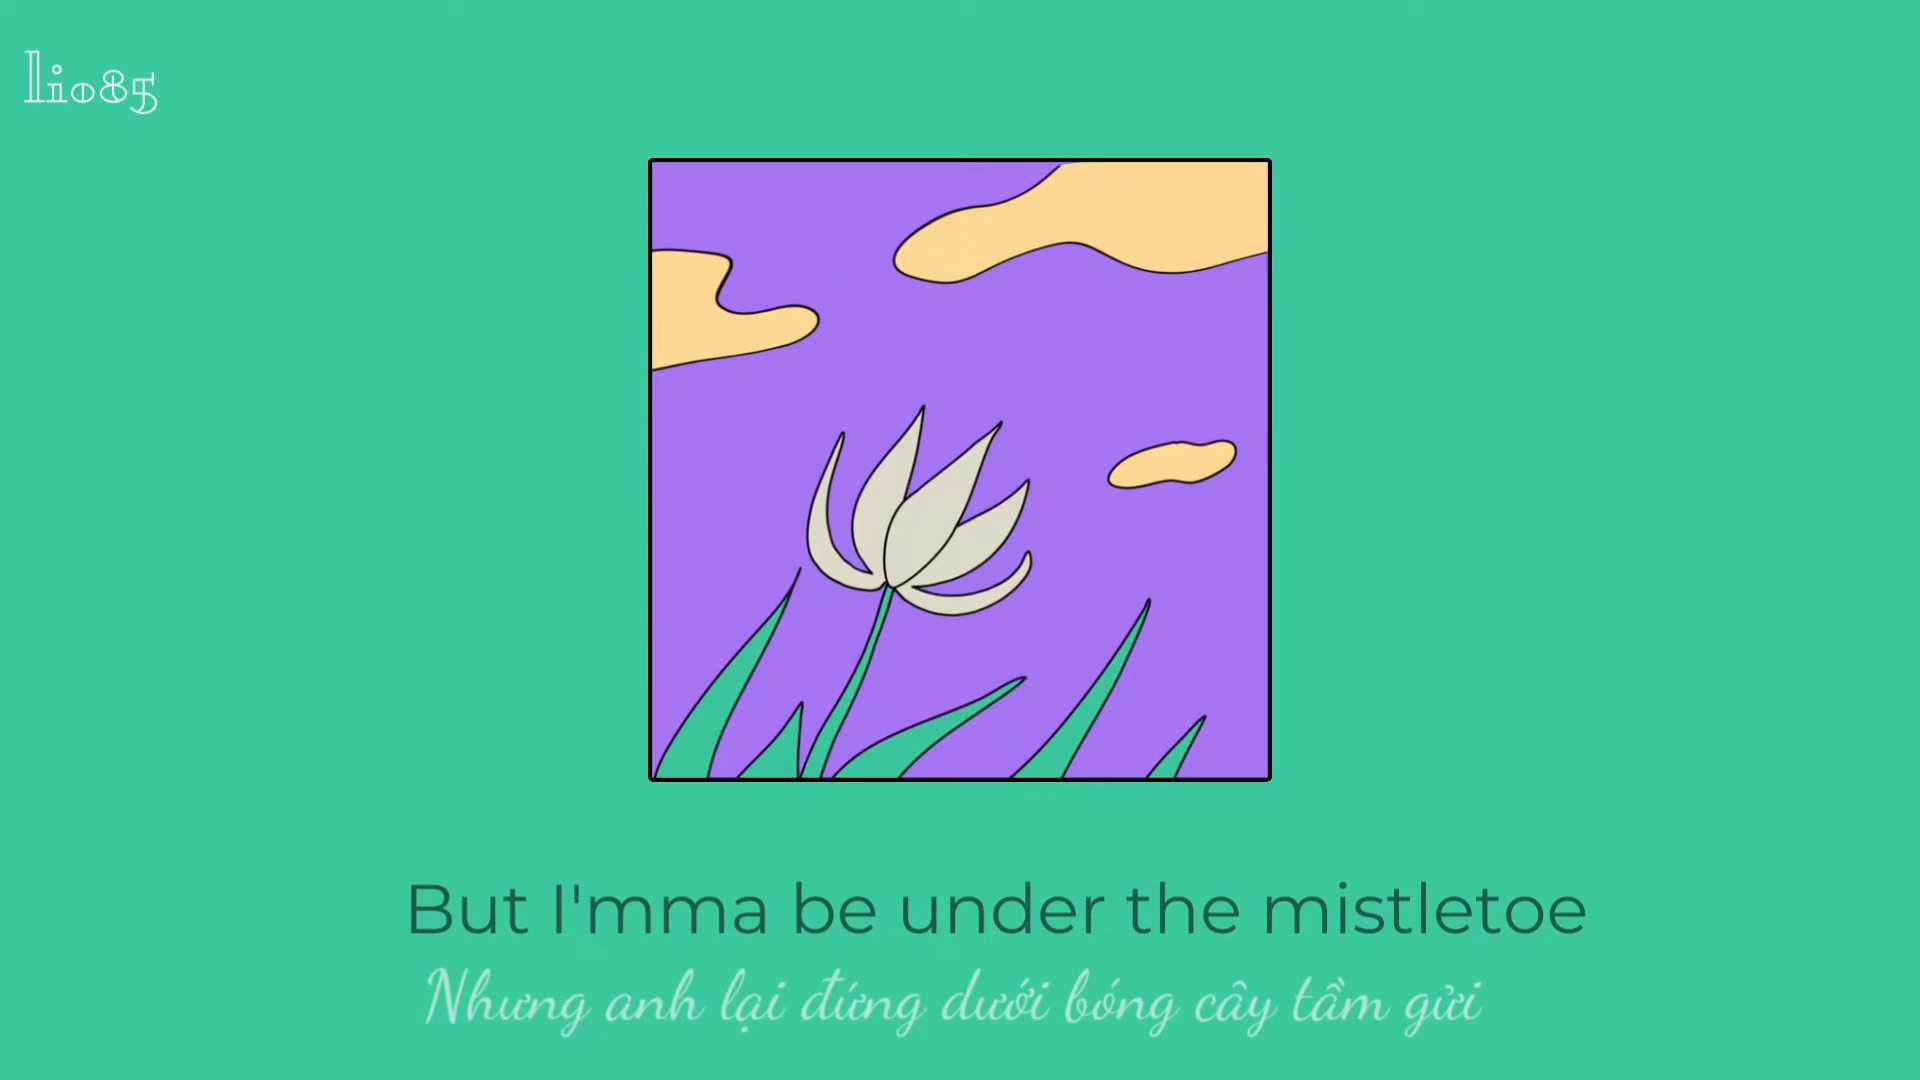 lio85
But I'mma be under the mistletoe
Nhưng anh lại đứng dưới bóng cây tầm gửi